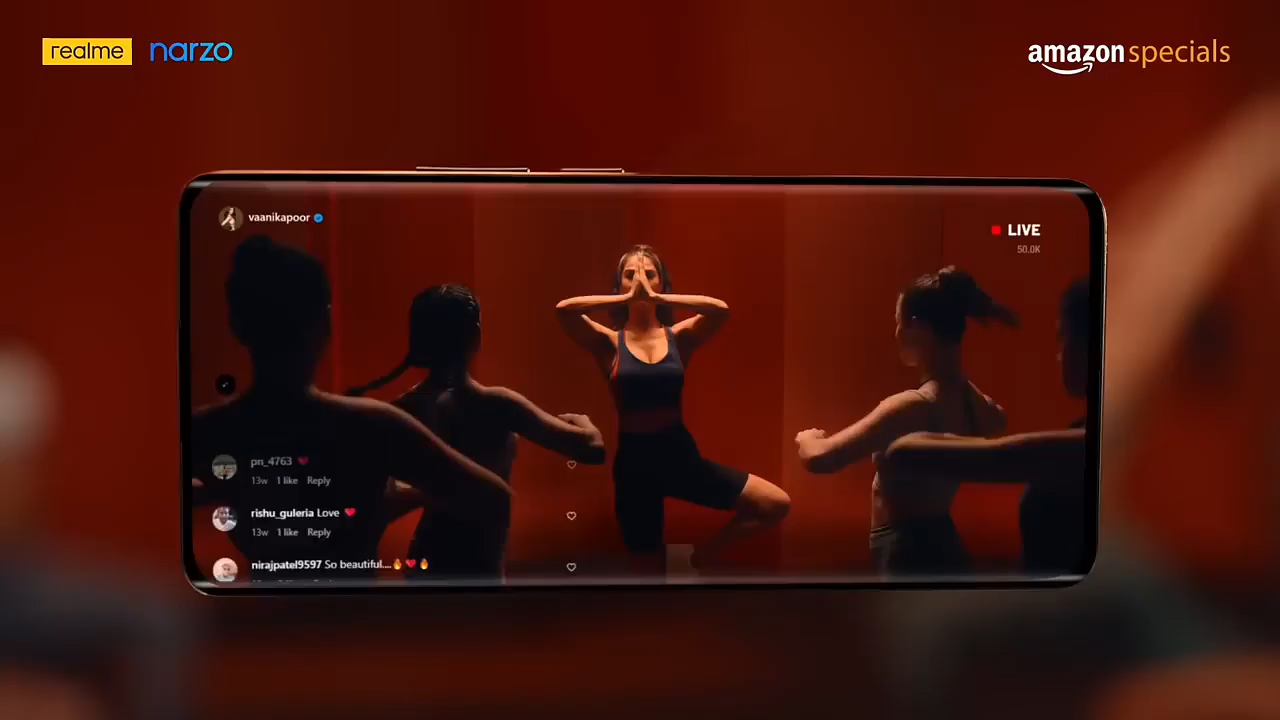 realme narzo
amazon specials
vaanikapoor
LIVE
50.0K
pn_4763 ❤️
13w 1 like Reply
rishu_guleria Love ❤️
13w 1 like Reply
nirajpatel9597 So beautiful....🔥❤️🔥